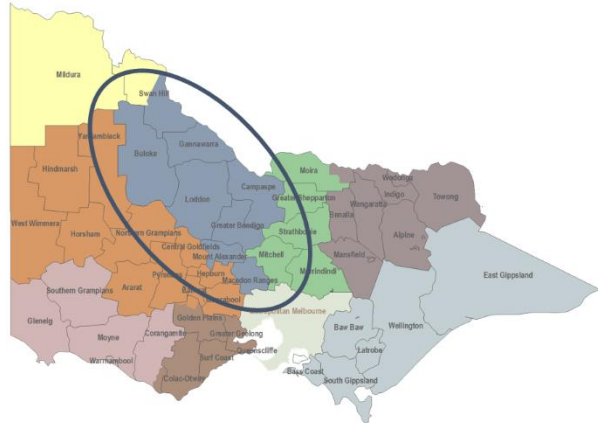 Mildura
Swan Hill
Yarriambieck
Buloke
Gannawarra
Hindmarsh
Loddon
Campaspe
Moira
Greater Shepparton
Wodonga
Indigo
Towong
Wangaratta
Benalla
Alpine
West Wimmera
Horsham
Northern Grampians
Greater Bendigo
Strathbogie
Central Goldfields
Mount Alexander
Mitchell
Mansfield
Murrindindi
Macedon Ranges
Hepburn
Pyrenees
Ararat
Moorabool
East Gippsland
Southern Grampians
Golden Plains
Metropolitan Melbourne
Glenelg
Moyne
Corangamite
Greater Geelong
Queenscliffe
Baw Baw
Wellington
Latrobe
Warrnambool
Surf Coast
Colac-Otway
Bass Coast
South Gippsland